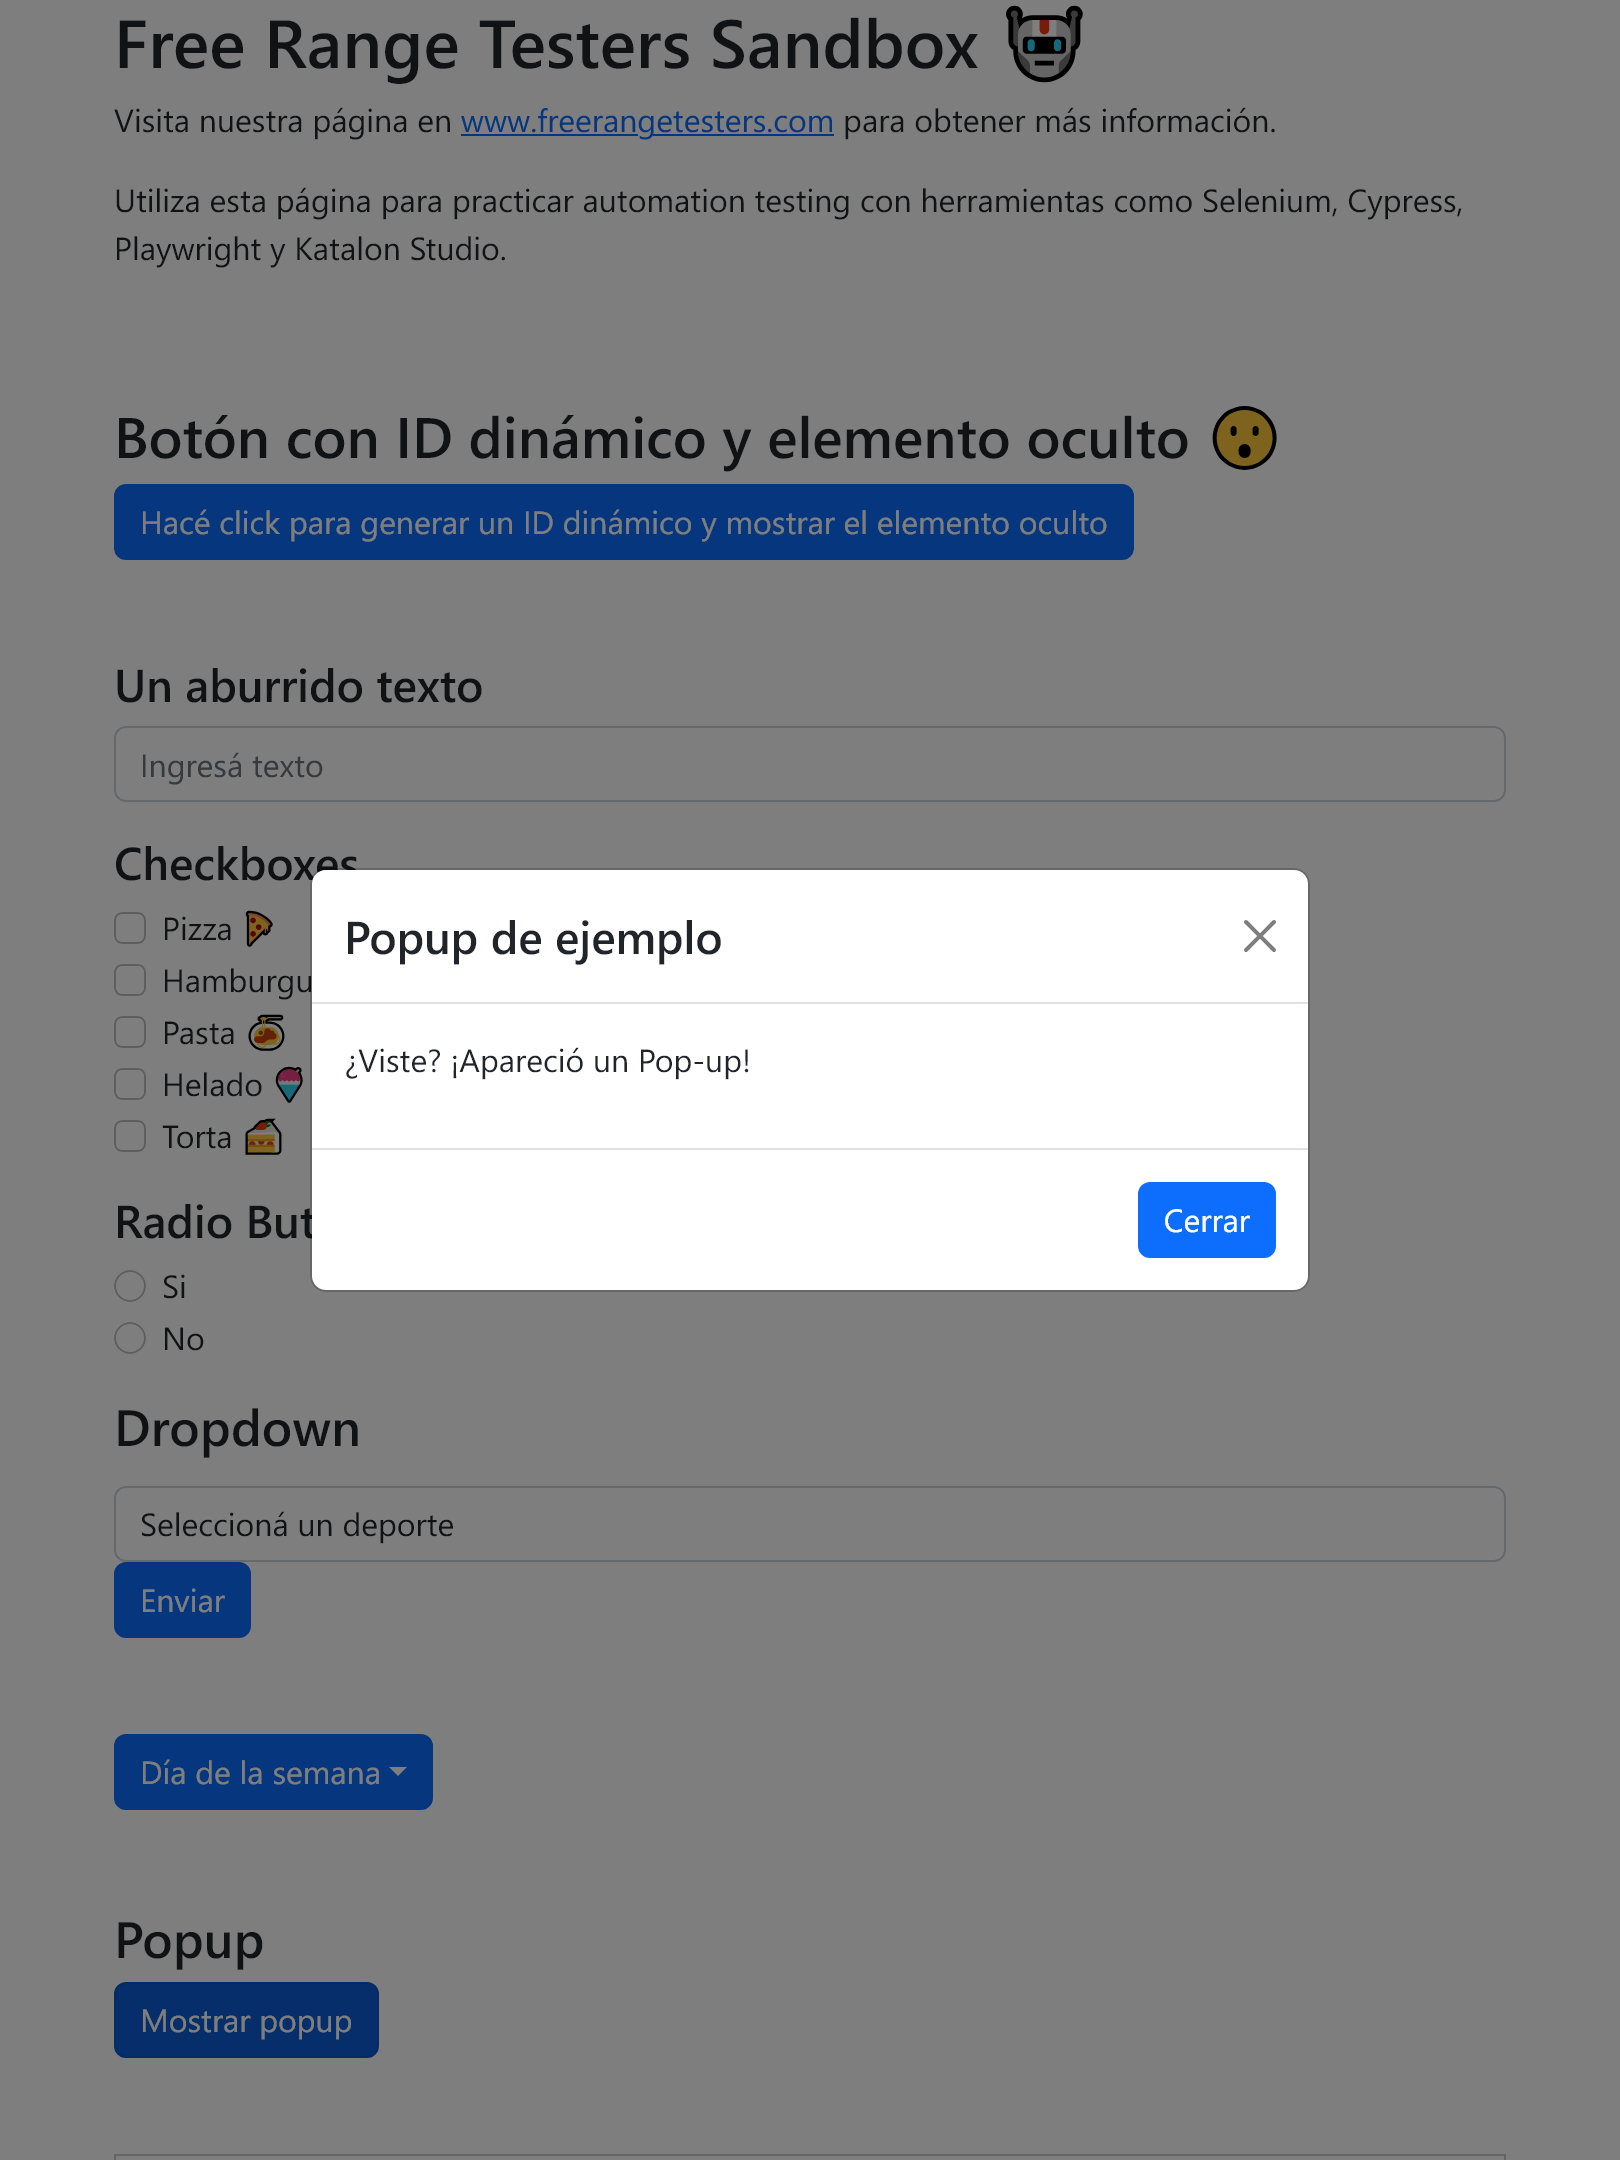 Free Range Testers Sandbox
Visita nuestra página en www.freerangetesters.com para obtener más información.
Utiliza esta página para practicar automation testing con herramientas como Selenium, Cypress,
Playwright y Katalon Studio.
Botón con ID dinámico y elemento oculto
Hacé click para generar un ID dinámico y mostrar el elemento oculto
Un aburrido texto
Ingresá texto
Checkboxes
Pizza
Hamburgu
Pasta
Helado
Torta
Radio But
Si
No
Popup de ejemplo
¿Viste? ¡Apareció un Pop-up!
Cerrar
Dropdown
Seleccioná un deporte
Enviar
Día de la semana
Popup
Mostrar popup